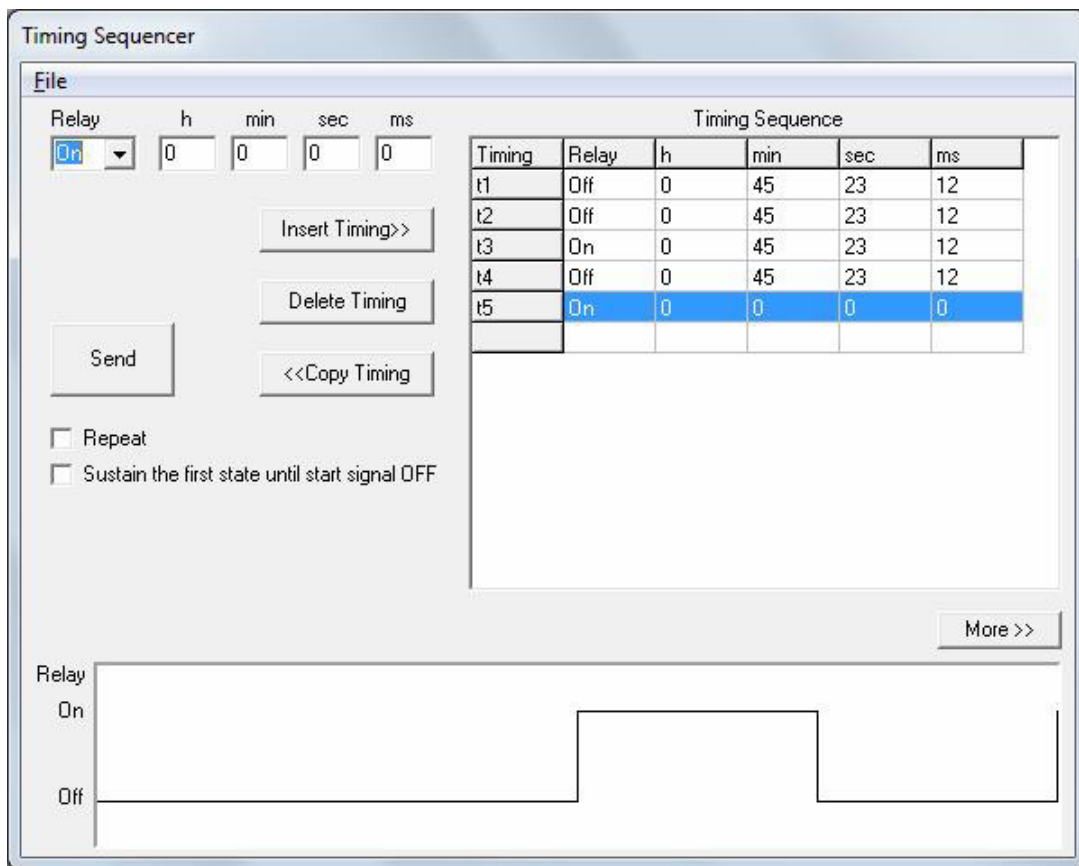 Timing Sequencer
File
Relay h min sec ms
On 0 0 0 0
Insert Timing>>
Delete Timing
Send
<<Copy Timing
Repeat
Sustain the first state until start signal OFF
Timing Sequence
Timing Relay h min sec ms
t1 Off 0 45 23 12
t2 Off 0 45 23 12
t3 On 0 45 23 12
t4 Off 0 45 23 12
t5 On 0 0 0 0
More >>
Relay
On
Off